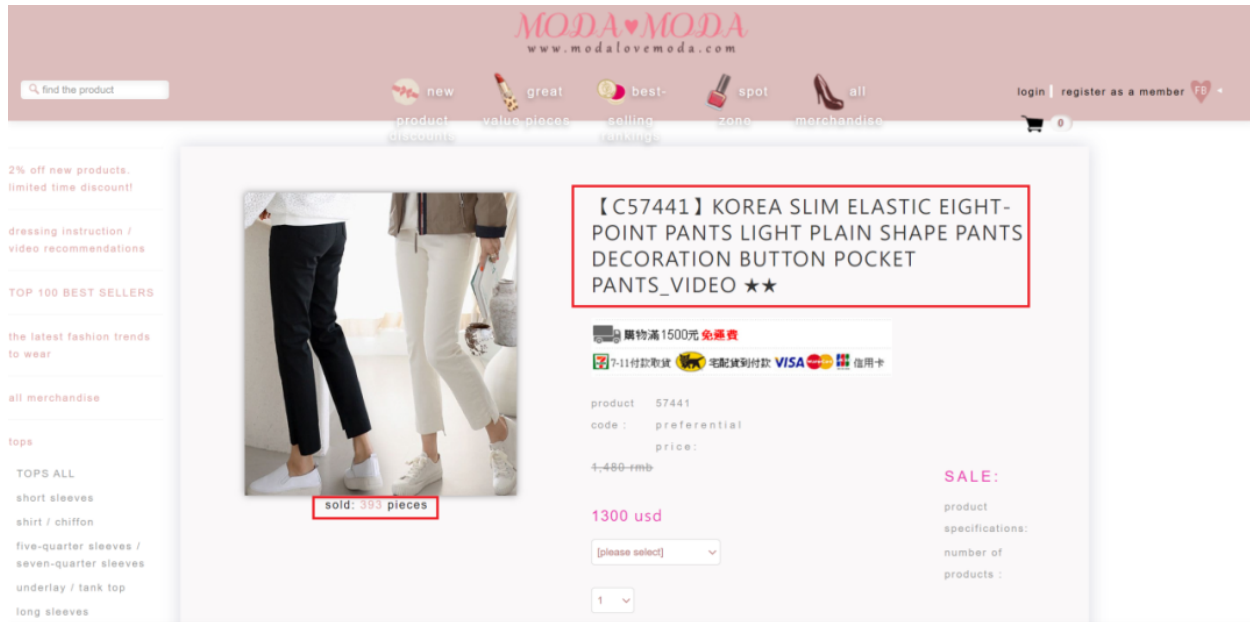 MODA♥MODA
www.modalovemoda.com
find the product
new product discounts
great value pieces
best-selling rankings
spot zone
all merchandise
login
register as a member
FB
0
2% off new products.
limited time discount!
dressing instruction /
video recommendations
TOP 100 BEST SELLERS
the latest fashion trends
to wear
all merchandise
tops
TOPS ALL
short sleeves
shirt / chiffon
five-quarter sleeves /
seven-quarter sleeves
underlay / tank top
long sleeves
sold: 393 pieces
【C57441】KOREA SLIM ELASTIC EIGHT-
POINT PANTS LIGHT PLAIN SHAPE PANTS
DECORATION BUTTON POCKET
PANTS_VIDEO ★★
購物滿1500元 免運費
7-11付款取貨 宅配貨到付款 VISA MasterCard JCB 信用卡
product code :
57441
preferential price:
1,480 rmb
1300 usd
[please select]
1
SALE:
product
specifications:
number of
products :